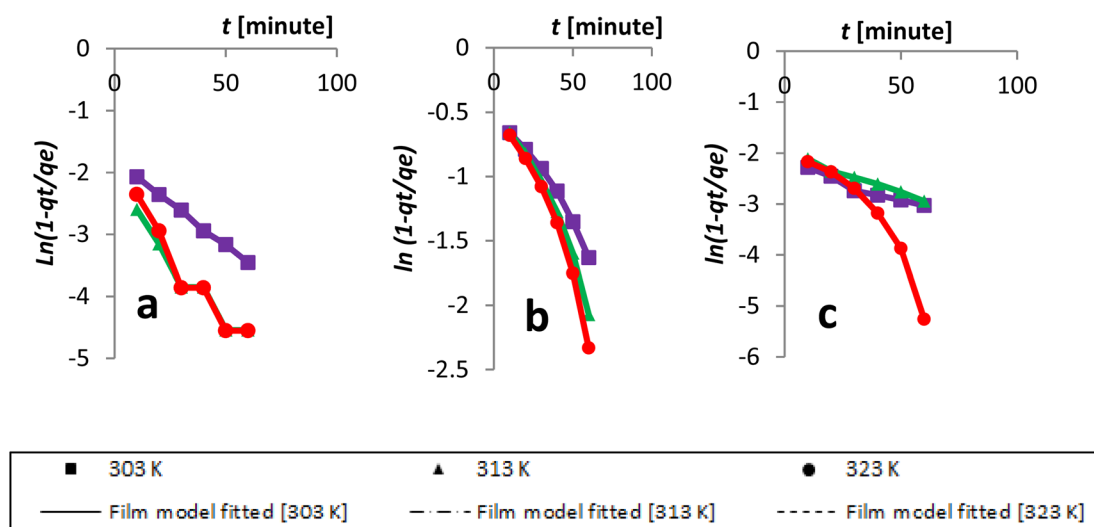 t [minute]
0
0
50
100
-1
-2
-3
-4
-5
Ln(1-qt/qe)
a
t [minute]
0
0
50
100
-0.5
-1
-1.5
-2
-2.5
ln (1-qt/qe)
b
t [minute]
0
0
50
100
-1
-2
-3
-4
-5
-6
ln(1-qt/qe)
c
303 K 313 K 323 K
Film model fitted [303 K] Film model fitted [313 K] Film model fitted [323 K]